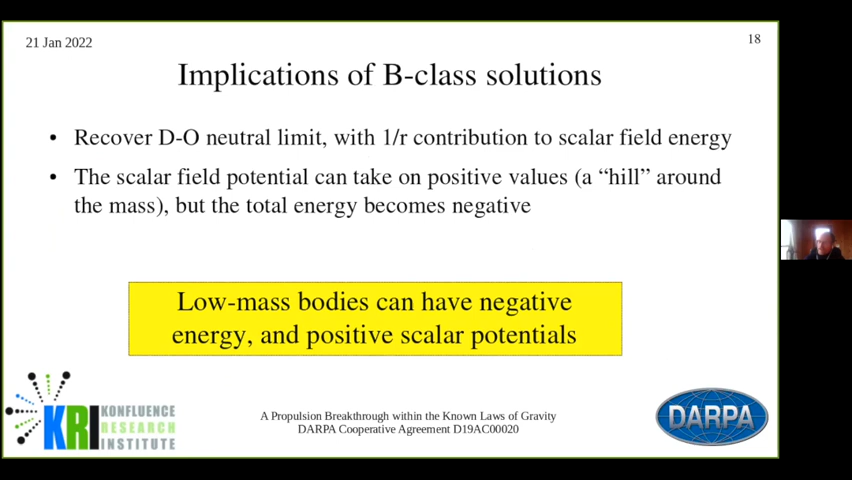 21 Jan 2022
18
Implications of B-class solutions
• Recover D-O neutral limit, with 1/r contribution to scalar field energy
• The scalar field potential can take on positive values (a “hill” around
the mass), but the total energy becomes negative
Low-mass bodies can have negative
energy, and positive scalar potentials
KRI KONFLUENCE
RESEARCH
INSTITUTE
A Propulsion Breakthrough within the Known Laws of Gravity
DARPA Cooperative Agreement D19AC00020
DARPA